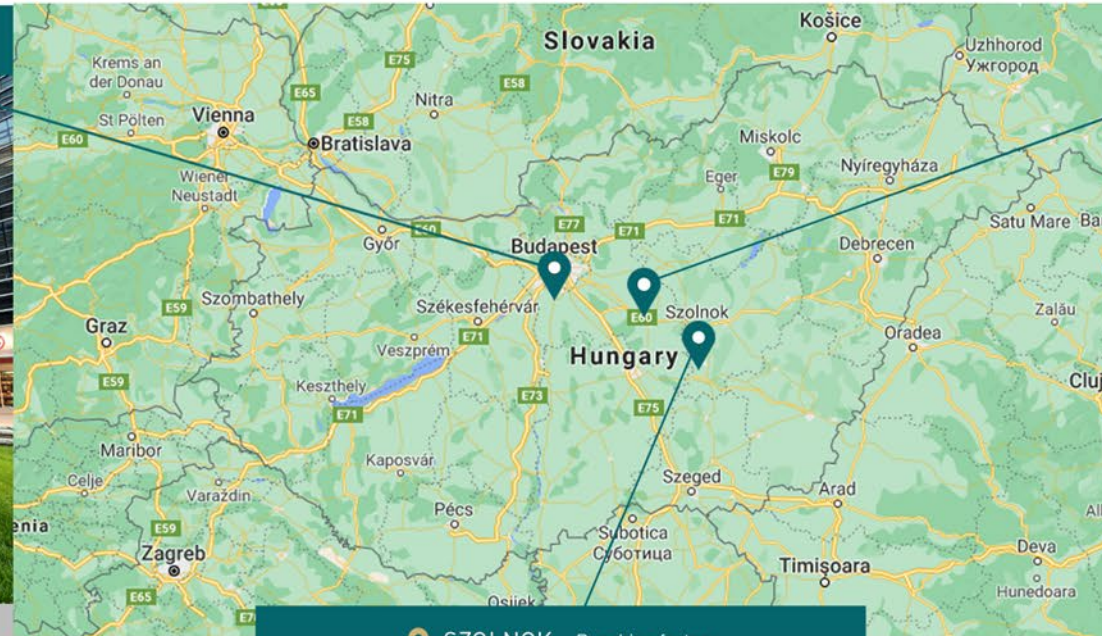 Košice
Slovakia
Uzhhorod
Ужгород
Krems an
der Donau
E75
E65
E58
Nitra
Vienna
St Pölten
E58
E60
Bratislava
Miskolc
Wiener
Neustadt
Eger
E79
Nyíregyháza
E77
E71
E71
Satu Mare
E60
Győr
Budapest
Debrecen
Szombathely
E59
Székesfehérvár
E60
Szolnok
Zalău
Graz
E71
Veszprém
Hungary
Oradea
E59
Keszthely
E71
E73
E75
Cluj
Maribor
Kaposvár
Celje
Varaždin
Szeged
Arad
Pécs
enia
E59
Subotica
Суботица
Zagreb
Timișoara
Deva
E65
Hunedoara
Osijek
SZOLNOK